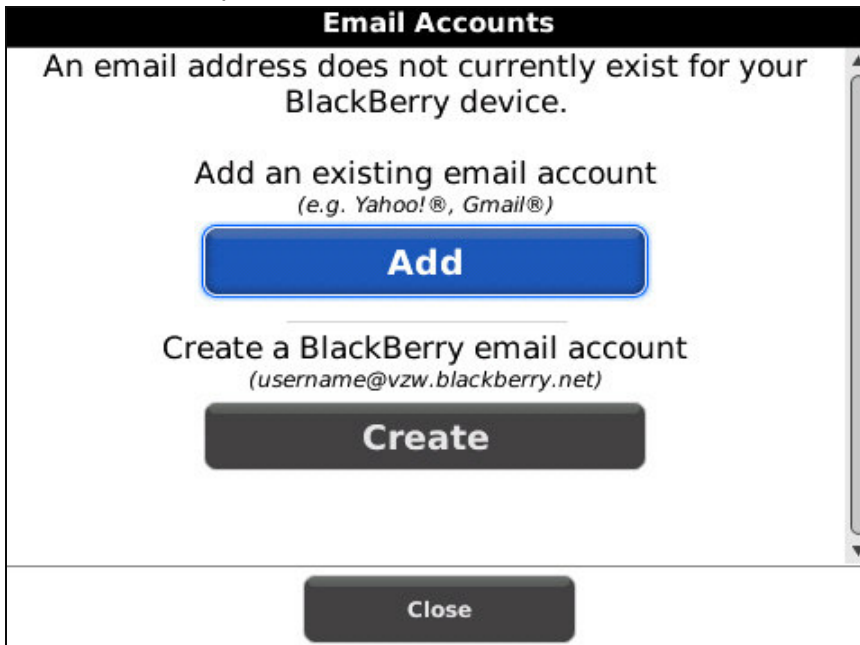 Email Accounts
An email address does not currently exist for your
BlackBerry device.
Add an existing email account
(e.g. Yahoo!®, Gmail®)
Add
Create a BlackBerry email account
(username@vzw.blackberry.net)
Create
Close